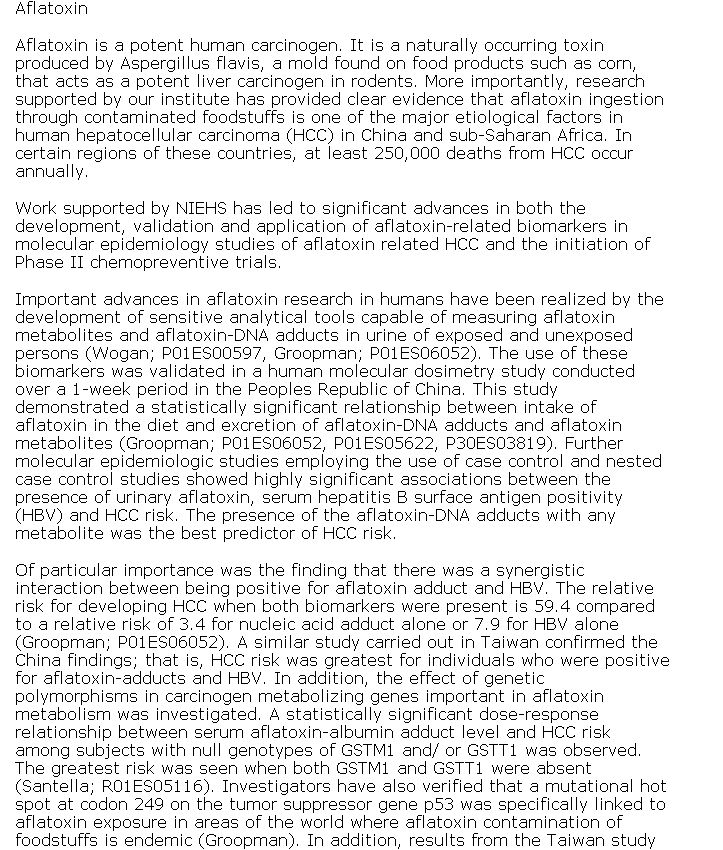 Aflatoxin
Aflatoxin is a potent human carcinogen. It is a naturally occurring toxin
produced by Aspergillus flavis, a mold found on food products such as corn,
that acts as a potent liver carcinogen in rodents. More importantly, research
supported by our institute has provided clear evidence that aflatoxin ingestion
through contaminated foodstuffs is one of the major etiological factors in
human hepatocellular carcinoma (HCC) in China and sub-Saharan Africa. In
certain regions of these countries, at least 250,000 deaths from HCC occur
annually.
Work supported by NIEHS has led to significant advances in both the
development, validation and application of aflatoxin-related biomarkers in
molecular epidemiology studies of aflatoxin related HCC and the initiation of
Phase II chemopreventive trials.
Important advances in aflatoxin research in humans have been realized by the
development of sensitive analytical tools capable of measuring aflatoxin
metabolites and aflatoxin-DNA adducts in urine of exposed and unexposed
persons (Wogan; P01ES00597, Groopman; P01ES06052). The use of these
biomarkers was validated in a human molecular dosimetry study conducted
over a 1-week period in the Peoples Republic of China. This study
demonstrated a statistically significant relationship between intake of
aflatoxin in the diet and excretion of aflatoxin-DNA adducts and aflatoxin
metabolites (Groopman; P01ES06052, P01ES05622, P30ES03819). Further
molecular epidemiologic studies employing the use of case control and nested
case control studies showed highly significant associations between the
presence of urinary aflatoxin, serum hepatitis B surface antigen positivity
(HBV) and HCC risk. The presence of the aflatoxin-DNA adducts with any
metabolite was the best predictor of HCC risk.
Of particular importance was the finding that there was a synergistic
interaction between being positive for aflatoxin adduct and HBV. The relative
risk for developing HCC when both biomarkers were present is 59.4 compared
to a relative risk of 3.4 for nucleic acid adduct alone or 7.9 for HBV alone
(Groopman; P01ES06052). A similar study carried out in Taiwan confirmed the
China findings; that is, HCC risk was greatest for individuals who were positive
for aflatoxin-adducts and HBV. In addition, the effect of genetic
polymorphisms in carcinogen metabolizing genes important in aflatoxin
metabolism was investigated. A statistically significant dose-response
relationship between serum aflatoxin-albumin adduct level and HCC risk
among subjects with null genotypes of GSTM1 and/ or GSTT1 was observed.
The greatest risk was seen when both GSTM1 and GSTT1 were absent
(Santella; R01ES05116). Investigators have also verified that a mutational hot
spot at codon 249 on the tumor suppressor gene p53 was specifically linked to
aflatoxin exposure in areas of the world where aflatoxin contamination of
foodstuffs is endemic (Groopman). In addition, results from the Taiwan study